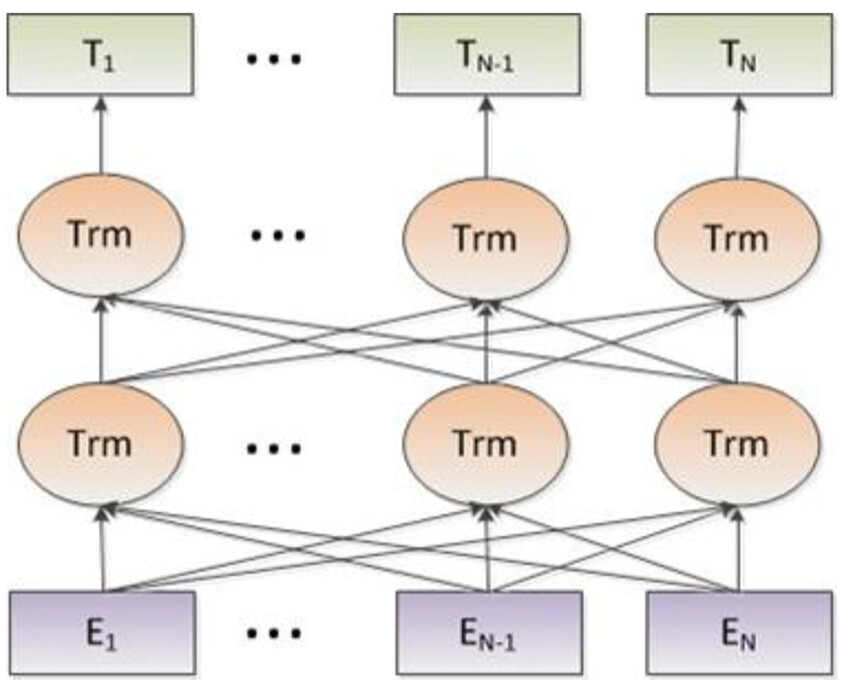 T1 ... TN-1 TN
Trm ... Trm Trm
Trm ... Trm Trm
E1 ... EN-1 EN